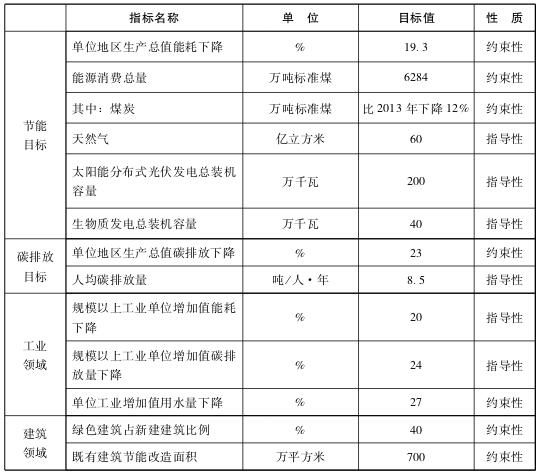 指标名称 单位 目标值 性质
节能目标
单位地区生产总值能耗下降 % 19.3 约束性
能源消费总量 万吨标准煤 6284 约束性
其中：煤炭 万吨标准煤 比2013年下降12% 约束性
天然气 亿立方米 60 指导性
太阳能分布式光伏发电总装机
容量 万千瓦 200 指导性
生物质发电总装机容量 万千瓦 40 指导性
碳排放目标
单位地区生产总值碳排放下降 % 23 约束性
人均碳排放量 吨/人·年 8.5 指导性
工业领域
规模以上工业单位增加值能耗
下降 % 20 指导性
规模以上工业单位增加值碳排
放量下降 % 24 指导性
单位工业增加值用水量下降 % 27 约束性
建筑领域
绿色建筑占新建建筑比例 % 40 约束性
既有建筑节能改造面积 万平方米 700 指导性